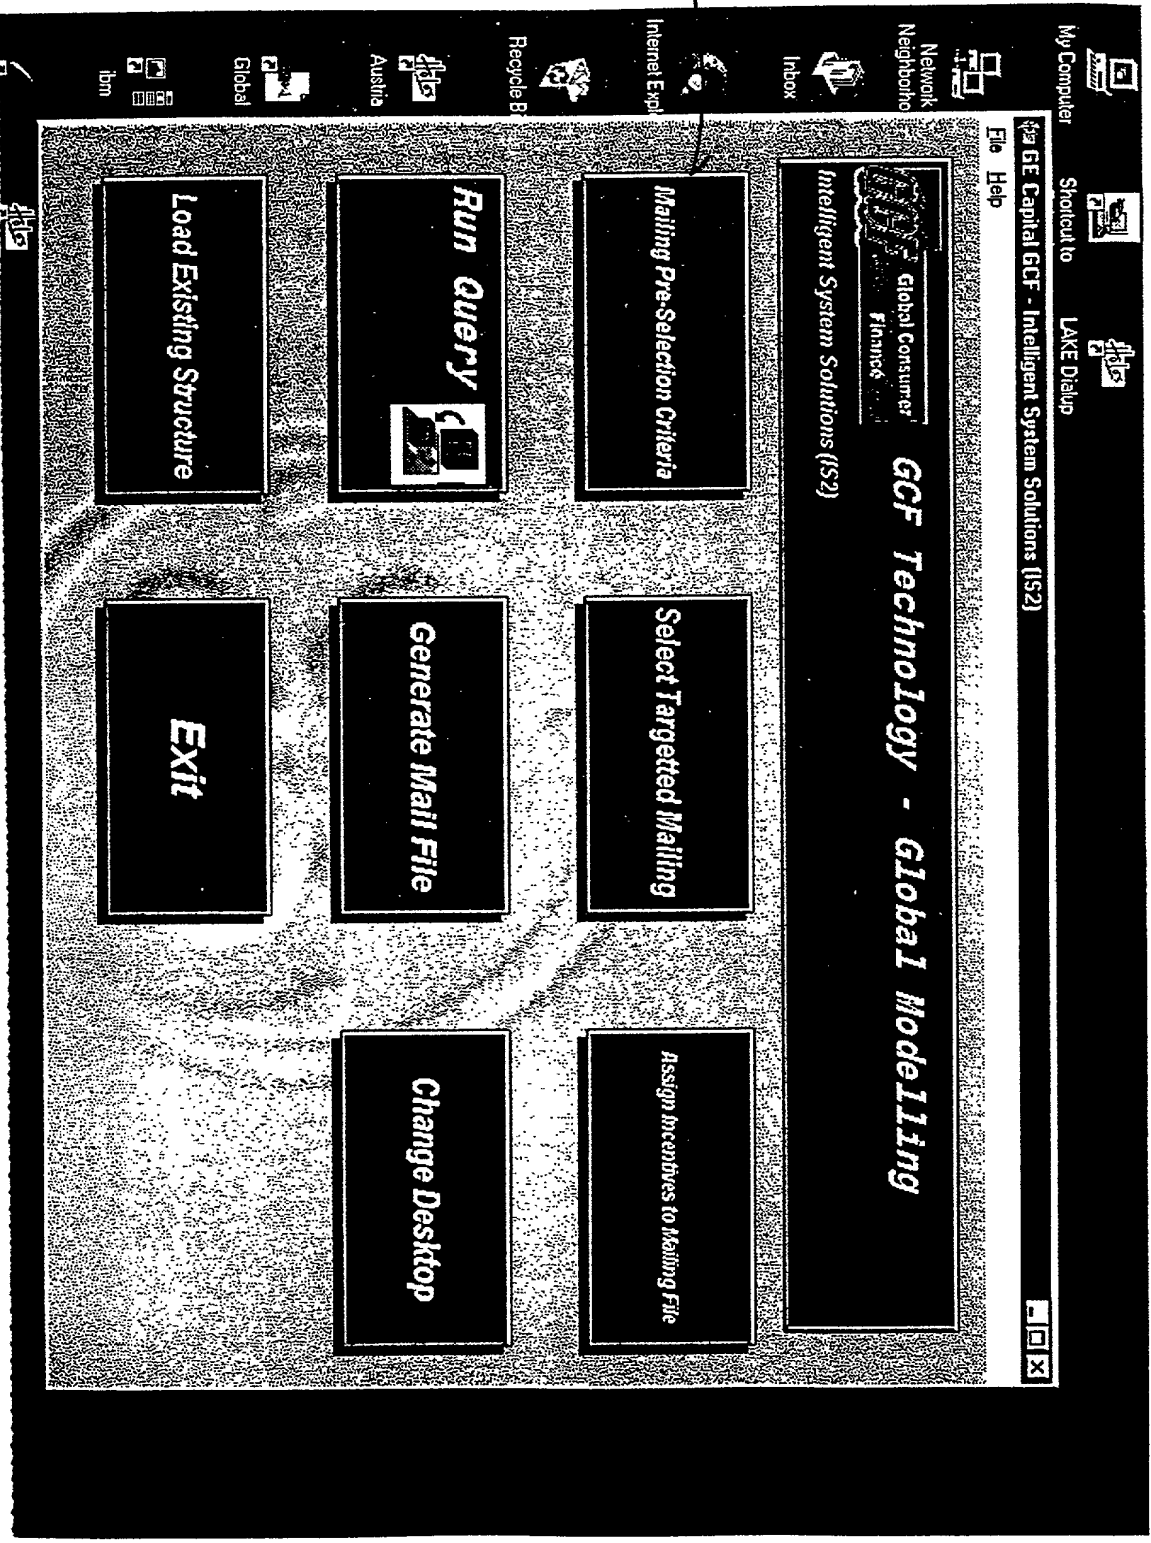 My Computer
Shortcut to
LAKE Dialup
Network
Neighborho
Inbox
Internet Expl
Recycle B
Austria
Global
ibm
GE Capital GCF - Intelligent System Solutions (IS2)
File Help
GCF
Global Consumer
Finance
GCF Technology - Global Modelling
Intelligent System Solutions (IS2)
Mailing Pre-Selection Criteria
Select Targetted Mailing
Assign Incentives to Mailing File
Run Query
Generate Mail File
Change Desktop
Load Existing Structure
Exit